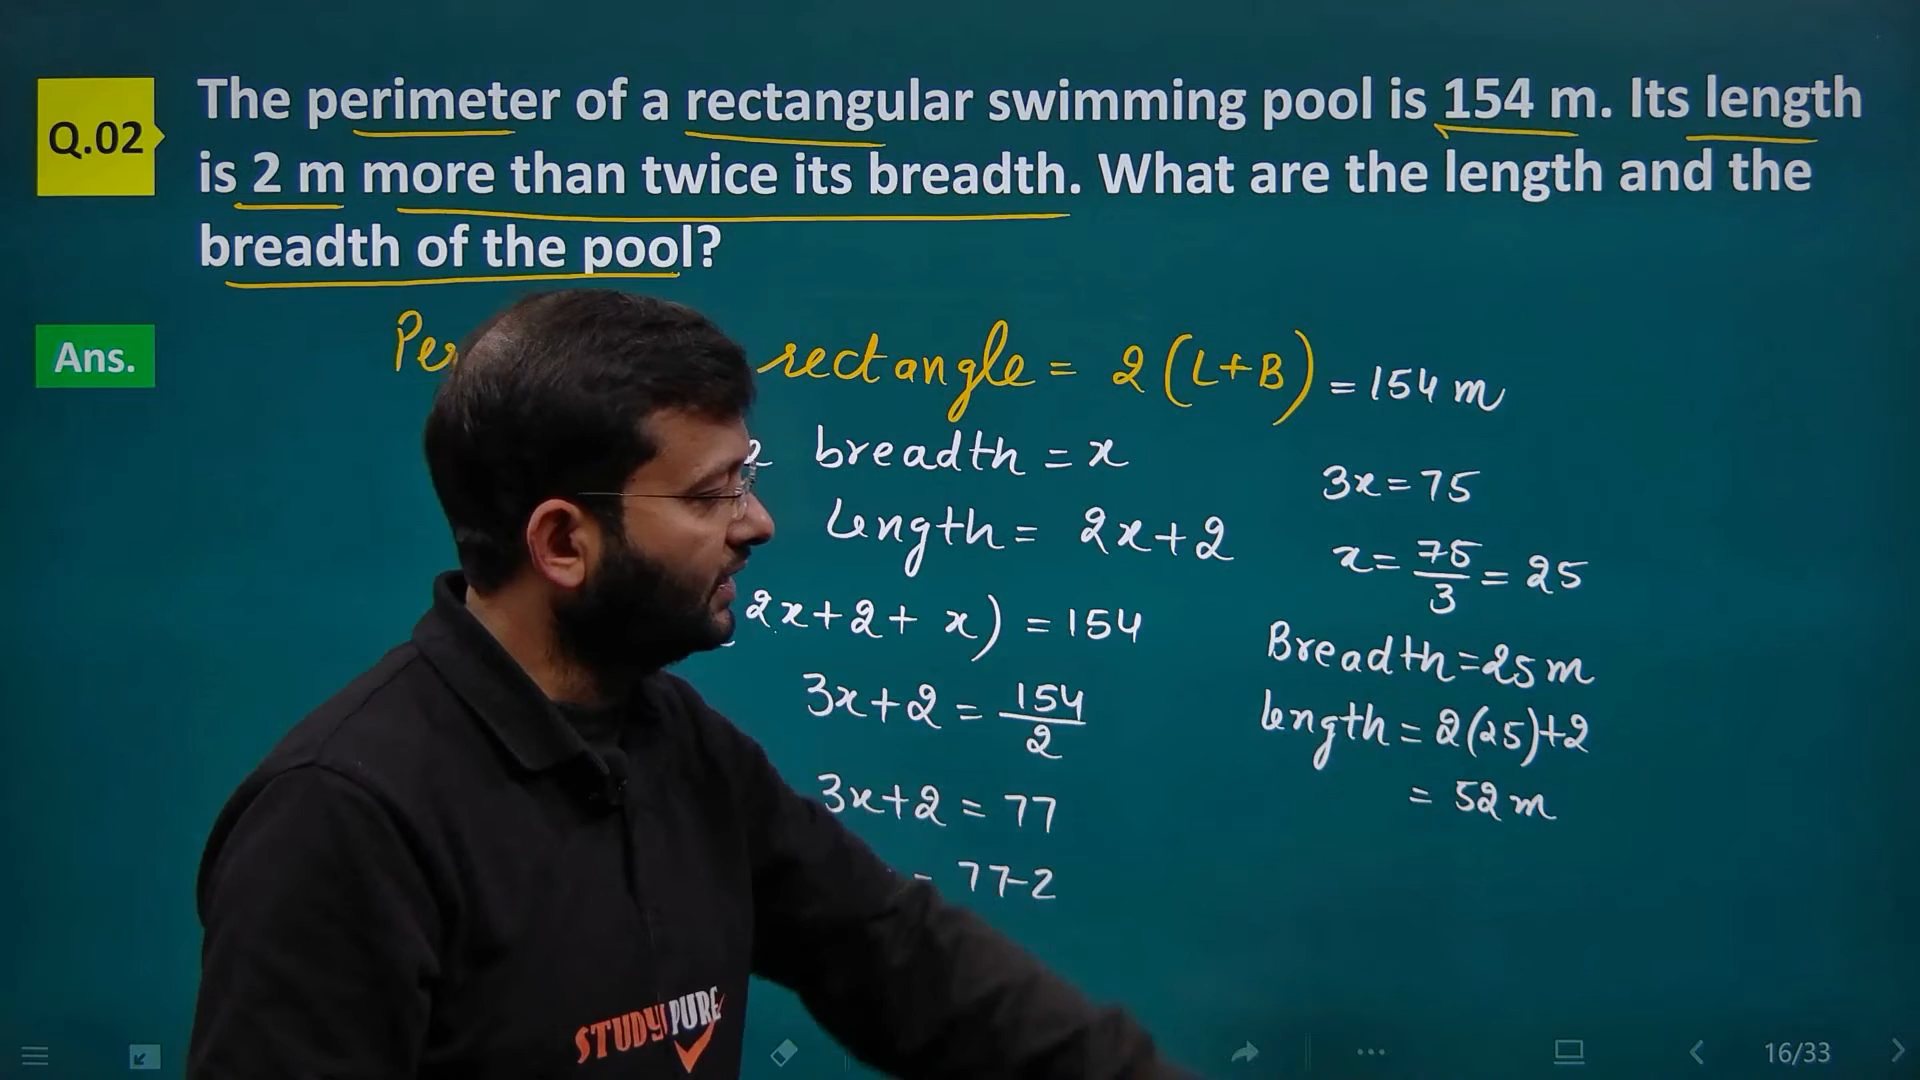 Q.02
The perimeter of a rectangular swimming pool is 154 m. Its length
is 2 m more than twice its breadth. What are the length and the
breadth of the pool?
Ans.
Per rectangle = 2 (L+B) = 154 m
breadth = x
Length = 2x+2
2x+2+ x) = 154
3x+2 = 154/2
3x+2 = 77
= 77-2
3x = 75
x = 75/3 = 25
Breadth = 25 m
length = 2(25)+2
= 52 m
STUDY PURE
16/33